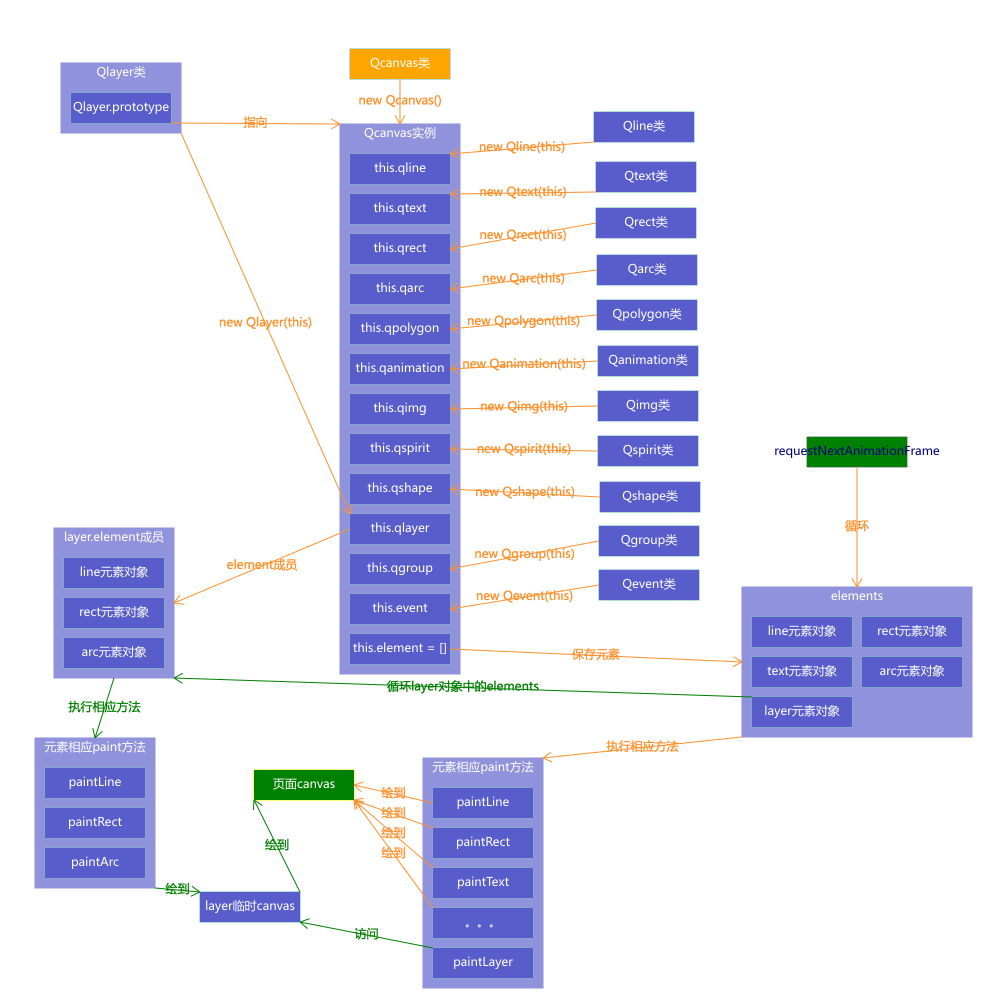 Qcanvas类
new Qcanvas()
Qlayer类
Qlayer.prototype
指向
new Qlayer(this)
Qcanvas实例
this.qline
this.qtext
this.qrect
this.qarc
this.qpolygon
this.qanimation
this.qimg
this.qspirit
this.qshape
this.qlayer
this.qgroup
this.event
this.element = []
new Qline(this)
Qline类
new Qtext(this)
Qtext类
new Qrect(this)
Qrect类
new Qarc(this)
Qarc类
new Qpolygon(this)
Qpolygon类
new Qanimation(this)
Qanimation类
new Qimg(this)
Qimg类
new Qspirit(this)
Qspirit类
new Qshape(this)
Qshape类
new Qgroup(this)
Qgroup类
new Qevent(this)
Qevent类
requestNextAnimationFrame
循环
elements
line元素对象
rect元素对象
text元素对象
arc元素对象
layer元素对象
保存元素
element成员
layer.element成员
line元素对象
rect元素对象
arc元素对象
循环layer对象中的elements
执行相应方法
元素相应paint方法
paintLine
paintRect
paintArc
绘到
layer临时canvas
绘到
页面canvas
执行相应方法
元素相应paint方法
paintLine
paintRect
paintText
。。。
paintLayer
绘到
绘到
绘到
绘到
访问